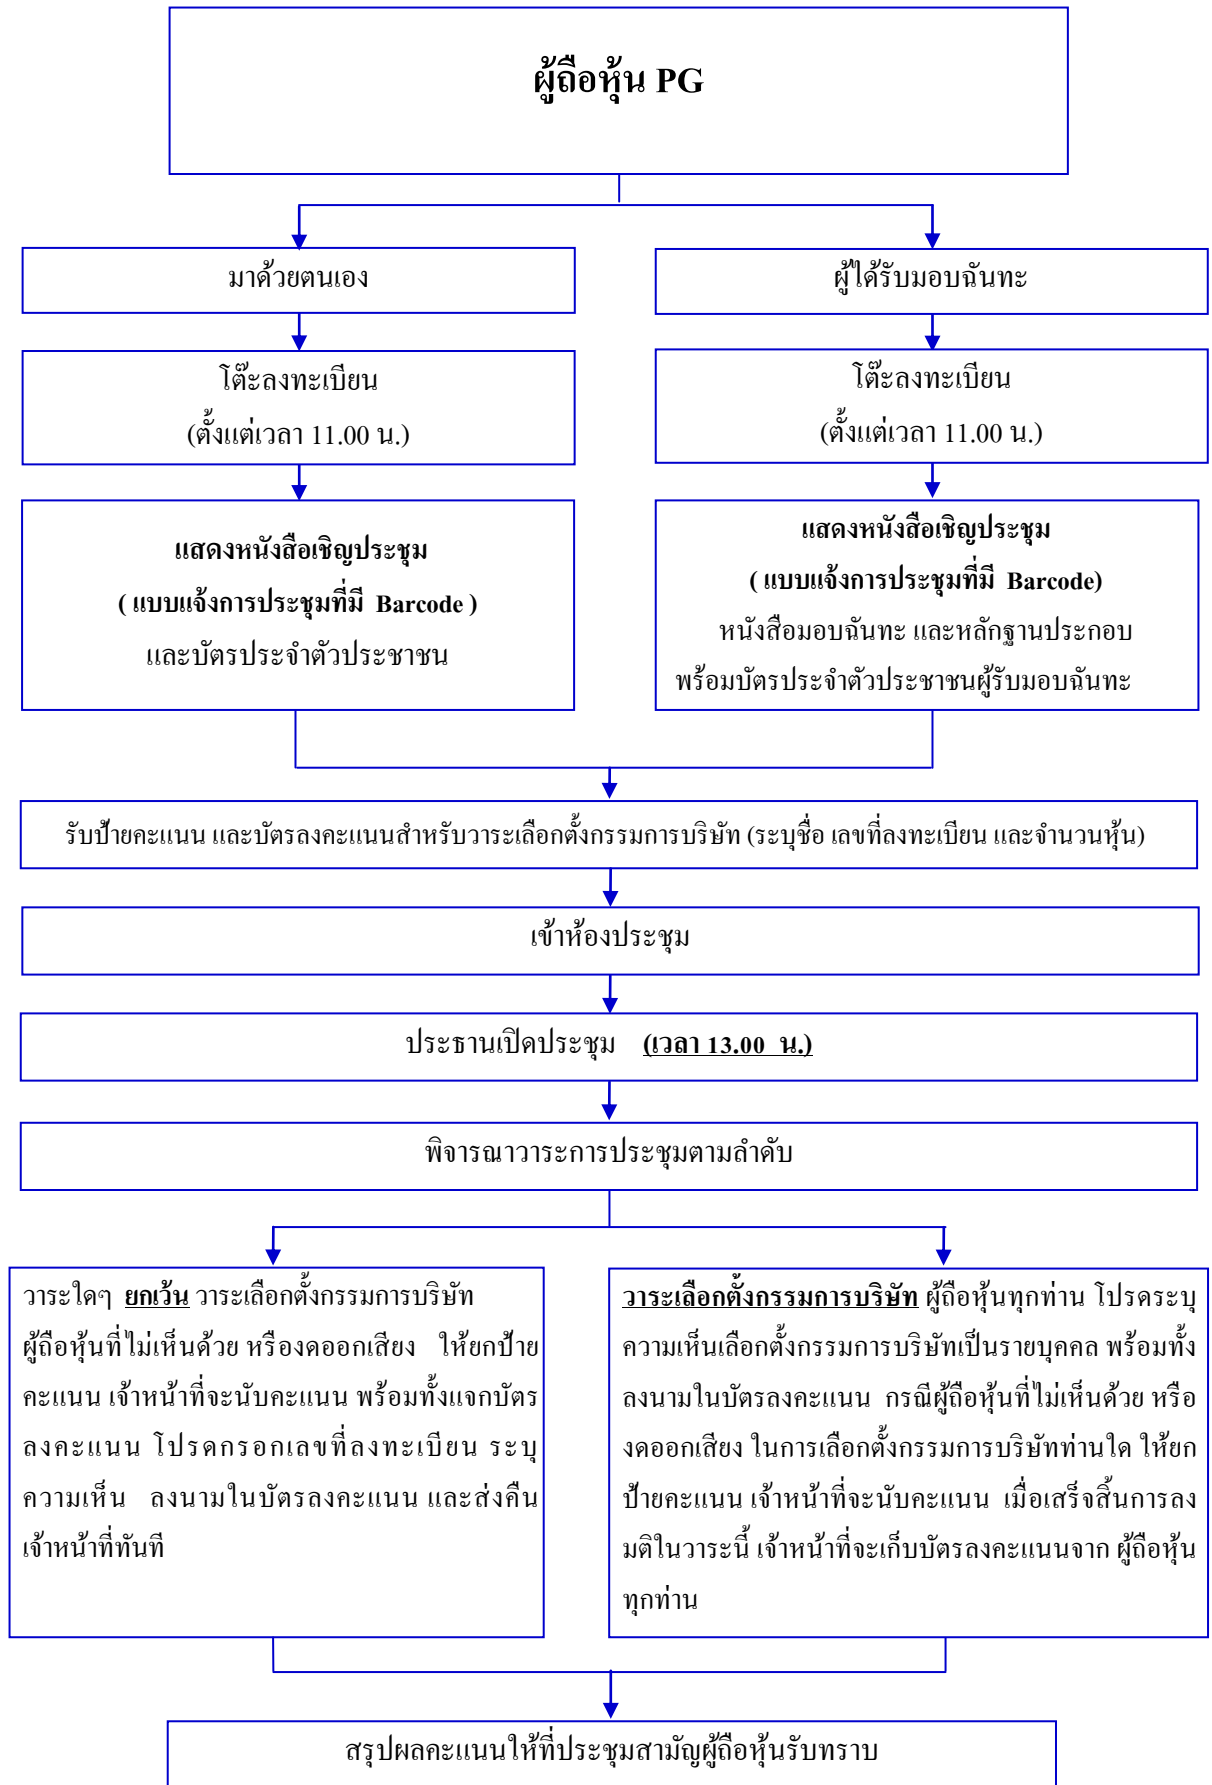 ผู้ถือหุ้น PG
มาด้วยตนเอง
ผู้ได้รับมอบฉันทะ
โต๊ะลงทะเบียน
(ตั้งแต่เวลา 11.00 น.)
โต๊ะลงทะเบียน
(ตั้งแต่เวลา 11.00 น.)
แสดงหนังสือเชิญประชุม
( แบบแจ้งการประชุมที่มี Barcode )
และบัตรประจำตัวประชาชน
แสดงหนังสือเชิญประชุม
( แบบแจ้งการประชุมที่มี Barcode)
หนังสือมอบฉันทะ และหลักฐานประกอบ
พร้อมบัตรประจำตัวประชาชนผู้รับมอบฉันทะ
รับป้ายคะแนน และบัตรลงคะแนนสำหรับวาระเลือกตั้งกรรมการบริษัท (ระบุชื่อ เลขที่ลงทะเบียน และจำนวนหุ้น)
เข้าห้องประชุม
ประธานเปิดประชุม (เวลา 13.00 น.)
พิจารณาวาระการประชุมตามลำดับ
วาระใดๆ ยกเว้น วาระเลือกตั้งกรรมการบริษัท
ผู้ถือหุ้นที่ไม่เห็นด้วย หรืองดออกเสียง ให้ยกป้าย
คะแนน เจ้าหน้าที่จะนับคะแนน พร้อมทั้งแจกบัตร
ลงคะแนน โปรดกรอกเลขที่ลงทะเบียน ระบุ
ความเห็น ลงนามในบัตรลงคะแนน และส่งคืน
เจ้าหน้าที่ทันที
วาระเลือกตั้งกรรมการบริษัท ผู้ถือหุ้นทุกท่าน โปรดระบุ
ความเห็นเลือกตั้งกรรมการบริษัทเป็นรายบุคคล พร้อมทั้ง
ลงนามในบัตรลงคะแนน กรณีผู้ถือหุ้นที่ไม่เห็นด้วย หรือ
งดออกเสียง ในการเลือกตั้งกรรมการบริษัทท่านใด ให้ยก
ป้ายคะแนน เจ้าหน้าที่จะนับคะแนน เมื่อเสร็จสิ้นการลง
มติในวาระนี้ เจ้าหน้าที่จะเก็บบัตรลงคะแนนจาก ผู้ถือหุ้น
ทุกท่าน
สรุปผลคะแนนให้ที่ประชุมสามัญผู้ถือหุ้นรับทราบ